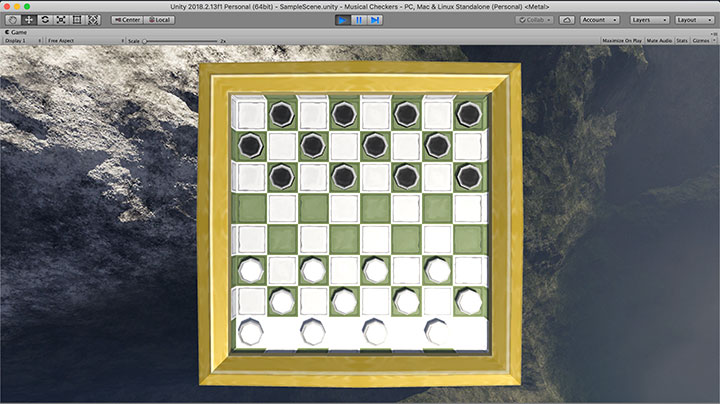 Unity 2018.2.13f1 Personal (64bit) - SampleScene.unity - Musical Checkers - PC, Mac & Linux Standalone (Personal) <Metal>
Center Local Collab Account Layers Layout
Game
Display 1 Free Aspect Scale 2x Maximize On Play Mute Audio Stats Gizmos